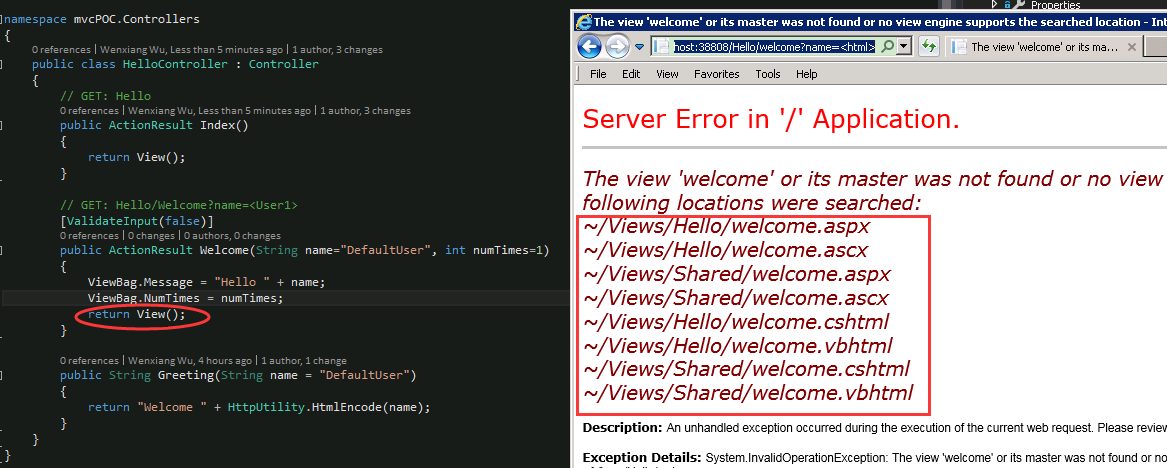 namespace mvcPOC.Controllers
{
0 references | Wenxiang Wu, Less than 5 minutes ago | 1 author, 3 changes
public class HelloController : Controller
{
// GET: Hello
0 references | Wenxiang Wu, Less than 5 minutes ago | 1 author, 3 changes
public ActionResult Index()
{
return View();
}
// GET: Hello/Welcome?name=<User1>
[ValidateInput(false)]
0 references | 0 changes | 0 authors, 0 changes
public ActionResult Welcome(String name="DefaultUser", int numTimes=1)
{
ViewBag.Message = "Hello " + name;
ViewBag.NumTimes = numTimes;
return View();
}
0 references | Wenxiang Wu, 4 hours ago | 1 author, 1 change
public String Greeting(String name = "DefaultUser")
{
return "Welcome " + HttpUtility.HtmlEncode(name);
}
}
}
Properties
The view 'welcome' or its master was not found or no view engine supports the searched location - Int
host:38808/Hello/welcome?name=<html>
The view 'welcome' or its ma...
File Edit View Favorites Tools Help
Server Error in '/' Application.
The view 'welcome' or its master was not found or no view
following locations were searched:
~/Views/Hello/welcome.aspx
~/Views/Hello/welcome.ascx
~/Views/Shared/welcome.aspx
~/Views/Shared/welcome.ascx
~/Views/Hello/welcome.cshtml
~/Views/Hello/welcome.vbhtml
~/Views/Shared/welcome.cshtml
~/Views/Shared/welcome.vbhtml
Description: An unhandled exception occurred during the execution of the current web request. Please review
Exception Details: System.InvalidOperationException: The view 'welcome' or its master was not found or no